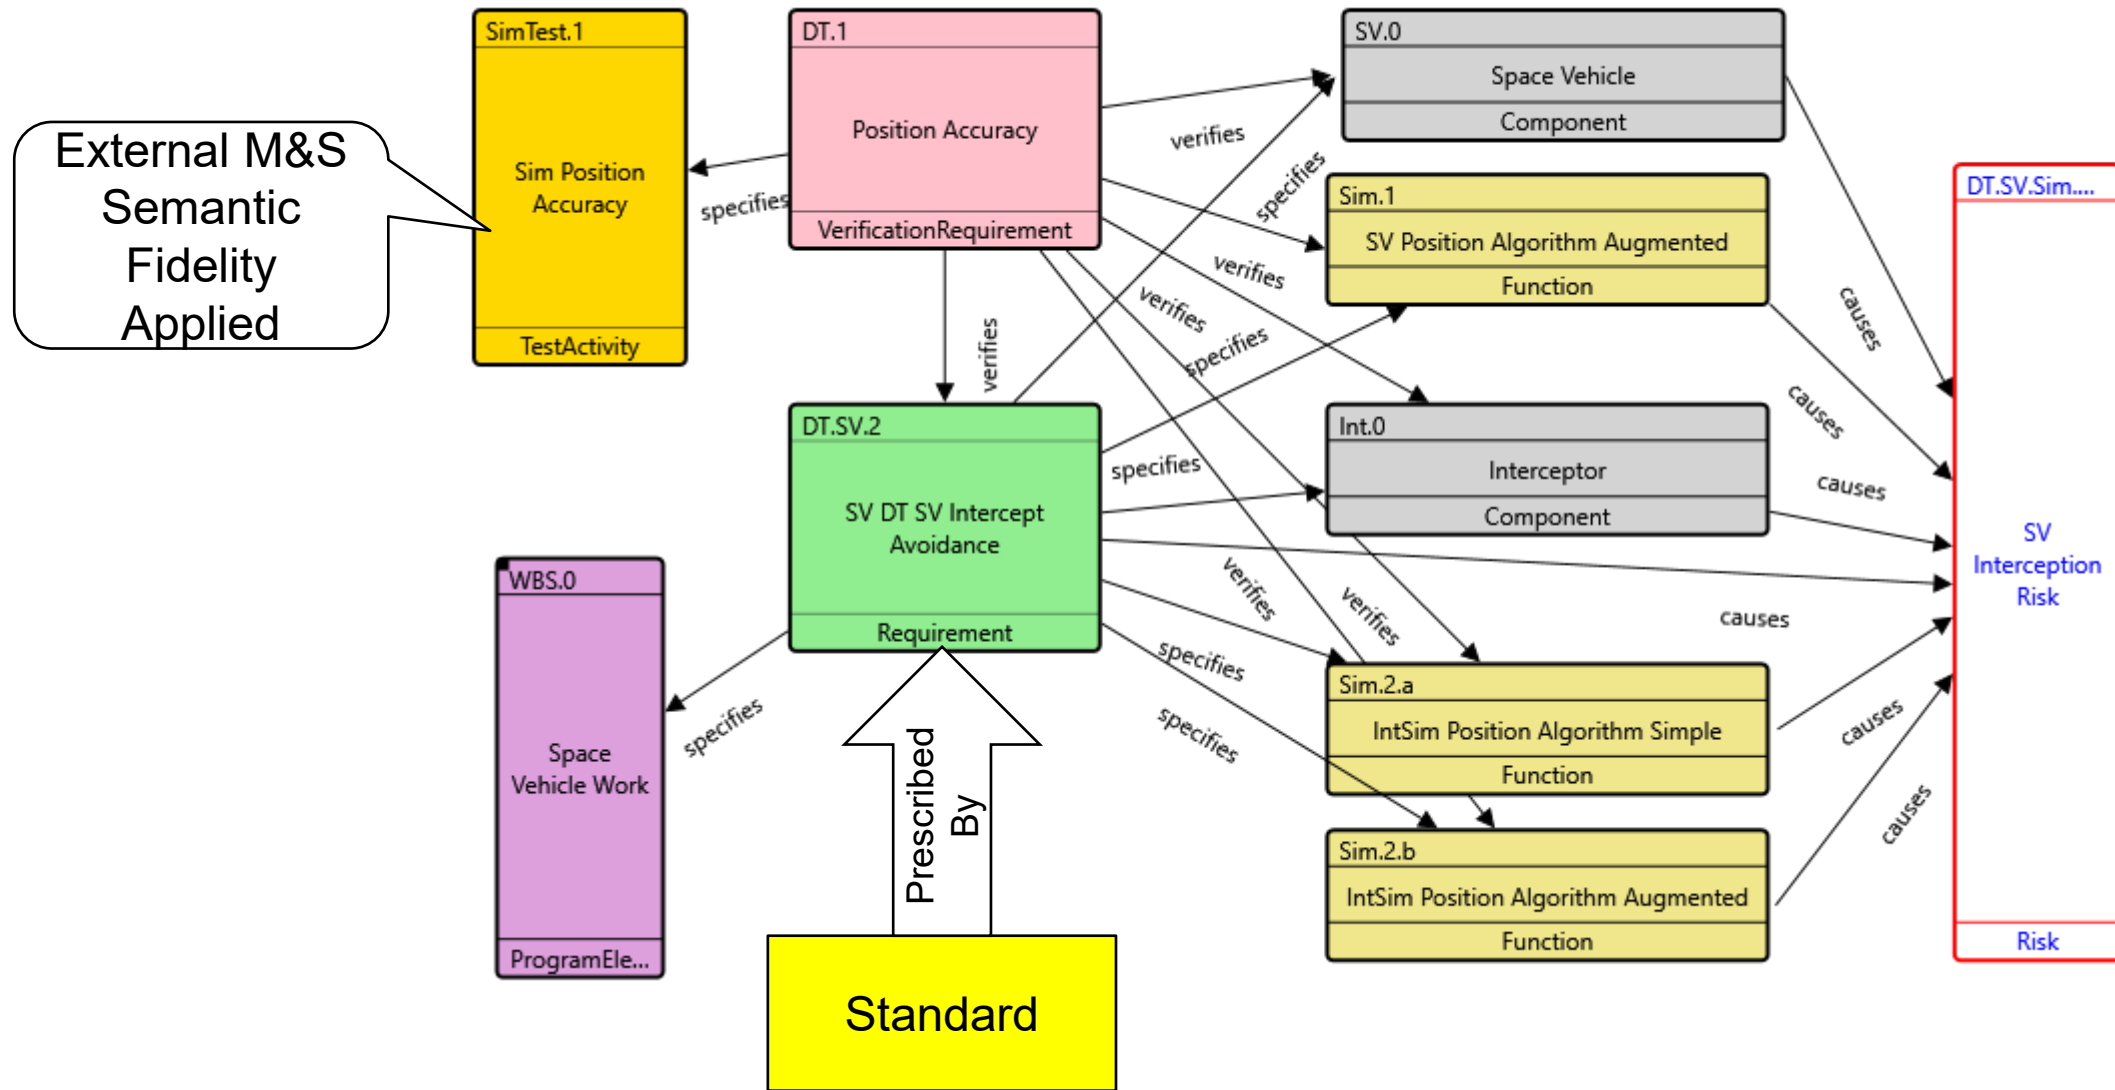 SimTest.1
Sim Position
Accuracy
TestActivity
External M&S
Semantic
Fidelity
Applied
DT.1
Position Accuracy
VerificationRequirement
specifies
verifies
SV.0
Space Vehicle
Component
verifies
specifies
Sim.1
SV Position Algorithm Augmented
Function
verifies
verifies
specifies
DT.SV.2
SV DT SV Intercept
Avoidance
Requirement
specifies
Int.0
Interceptor
Component
verifies
verifies
specifies
specifies
Sim.2.a
IntSim Position Algorithm Simple
Function
Sim.2.b
IntSim Position Algorithm Augmented
Function
causes
causes
causes
causes
causes
causes
DT.SV.Sim....
SV
Interception
Risk
Risk
WBS.0
Space
Vehicle Work
ProgramEle...
specifies
Prescribed
By
Standard